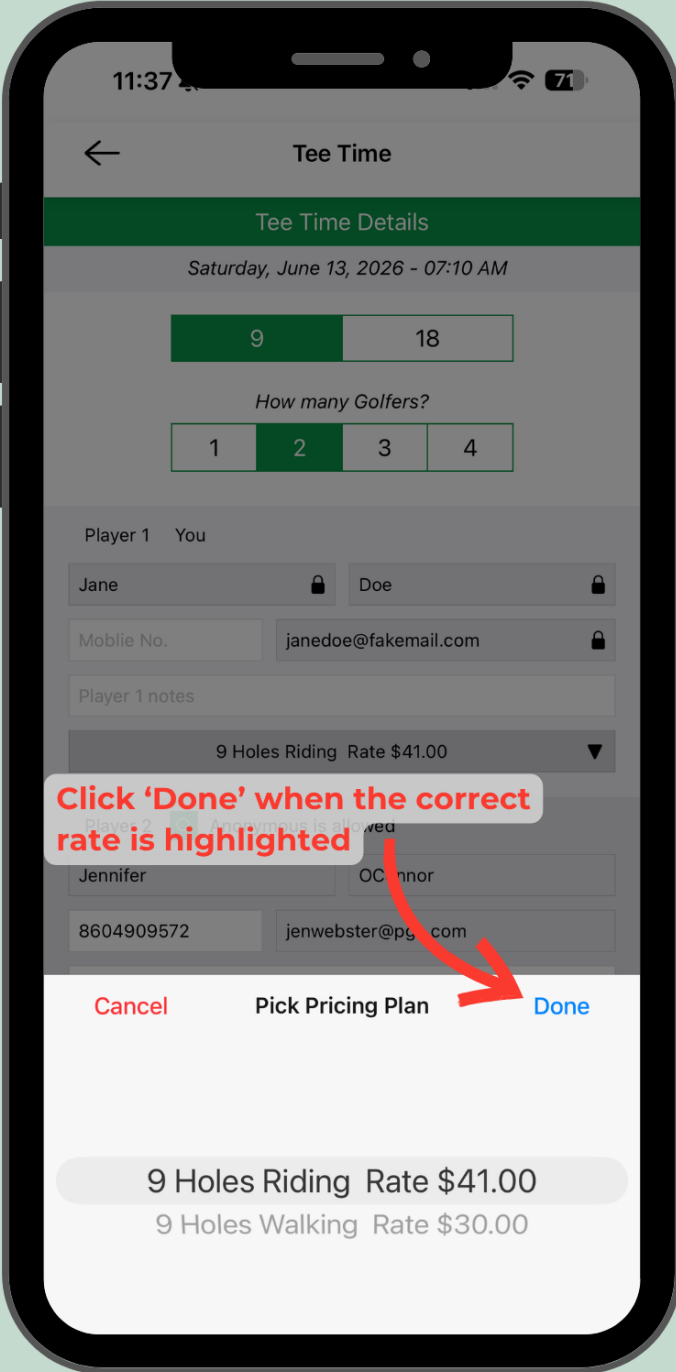 11:37
71
Tee Time
Tee Time Details
Saturday, June 13, 2026 - 07:10 AM
9 18
How many Golfers?
1 2 3 4
Player 1 You
Jane Doe
Moblie No. janedoe@fakemail.com
Player 1 notes
9 Holes Riding Rate $41.00
Click ‘Done’ when the correct
rate is highlighted
Player 2 Anonymous is allowed
Jennifer OConnor
8604909572 jenwebster@pg .com
Cancel Pick Pricing Plan Done
9 Holes Riding Rate $41.00
9 Holes Walking Rate $30.00